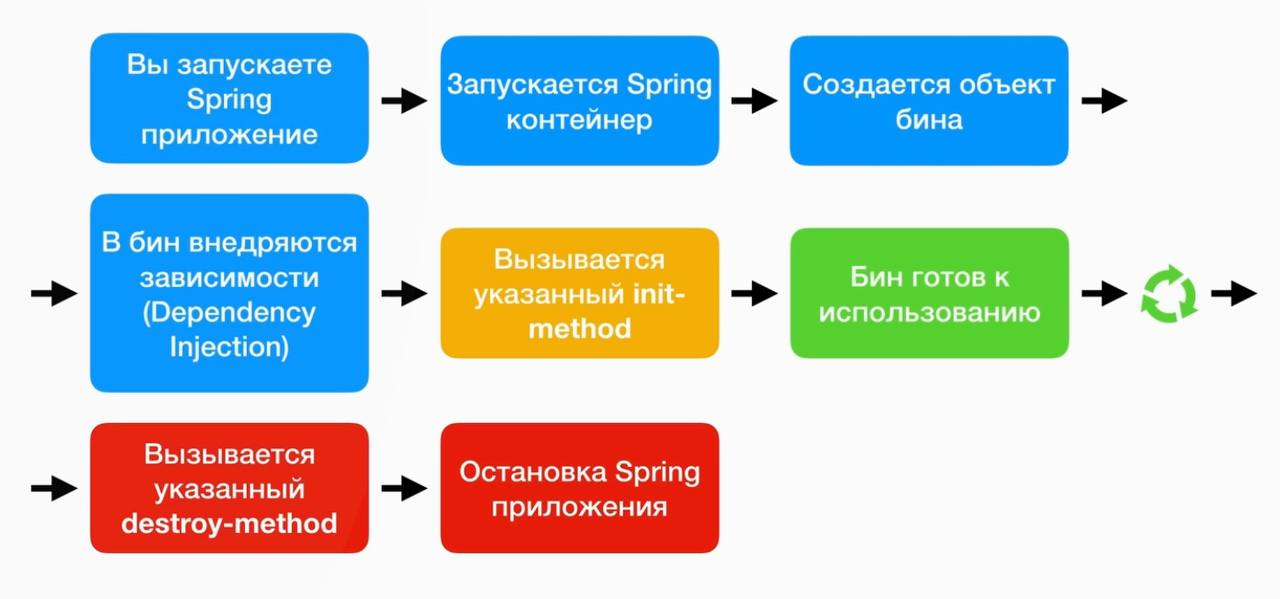 Вы запускаете
Spring
приложение
Запускается Spring
контейнер
Создается объект
бина
В бин внедряются
зависимости
(Dependency
Injection)
Вызывается
указанный init-
method
Бин готов к
использованию
Вызывается
указанный
destroy-method
Остановка Spring
приложения